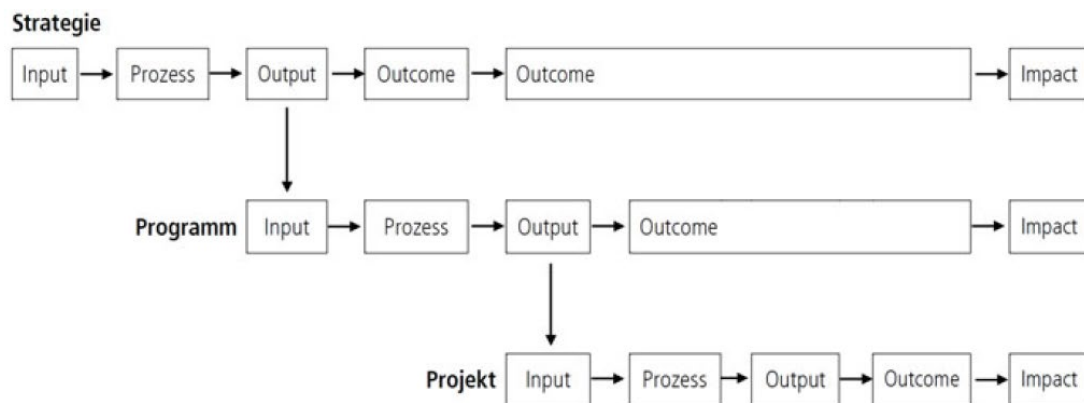 Strategie
Input Prozess Output Outcome Outcome Impact
Programm Input Prozess Output Outcome Impact
Projekt Input Prozess Output Outcome Impact